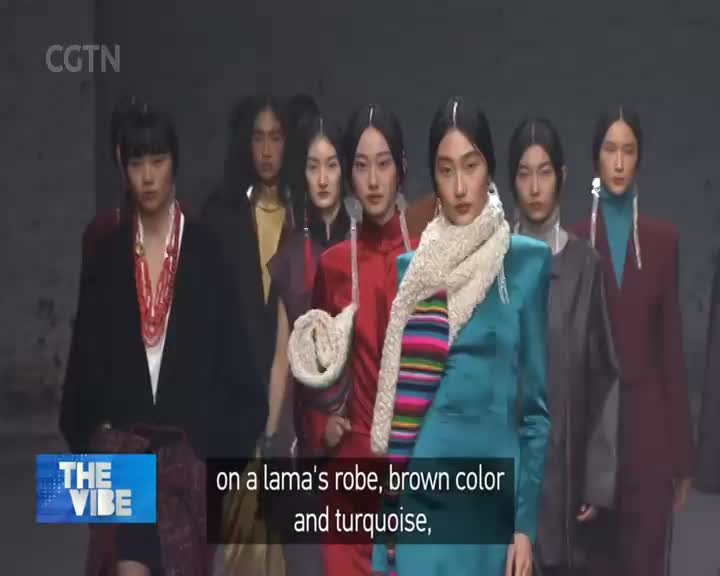 CGTN
THE
VIBE
on a lama's robe, brown color
and turquoise,